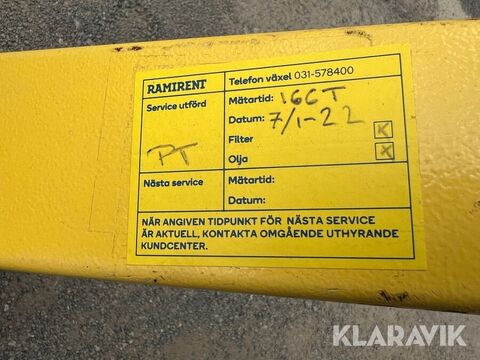 RAMIRENT Telefon växel 031-578400
Service utförd Mätartid: 166T
Datum: 7/1-22
Filter X
PT Olja X
Nästa service Mätartid:
Datum:
NÄR ANGIVEN TIDPUNKT FÖR NÄSTA SERVICE
ÄR AKTUELL, KONTAKTA OMGÅENDE UTHYRANDE
KUNDCENTER.
KLARAVIK